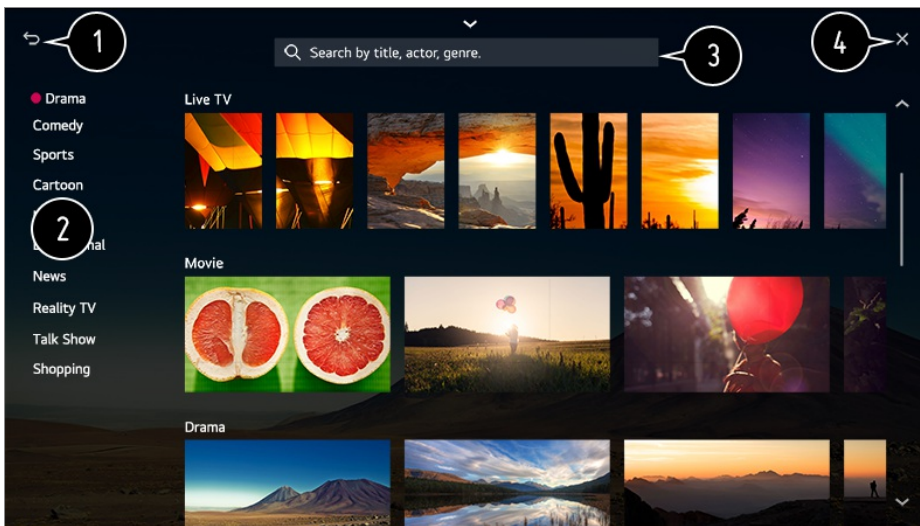 1
4
Search by title, actor, genre.
3
Drama
Live TV
Comedy
Sports
Cartoon
2
News
Movie
Reality TV
Talk Show
Shopping
Drama